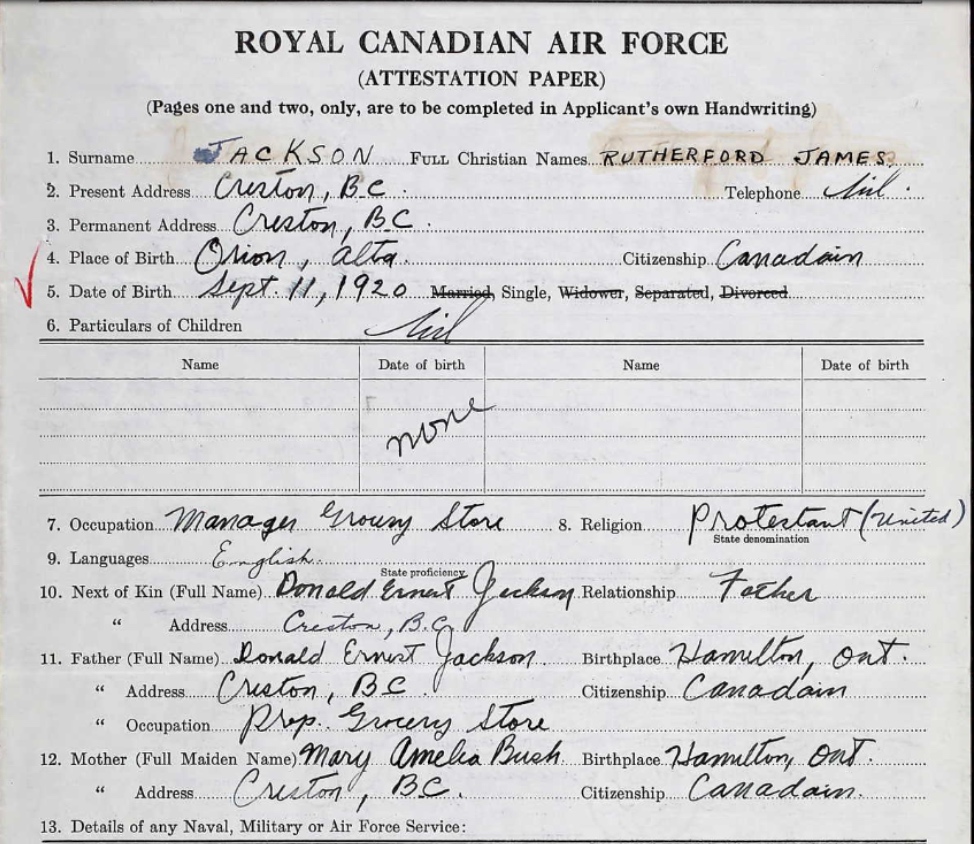 ROYAL CANADIAN AIR FORCE
(ATTESTATION PAPER)
(Pages one and two, only, are to be completed in Applicant's own Handwriting)
1. Surname JACKSON FULL Christian Names RUTHERFORD JAMES
2. Present Address Creston, B.C. Telephone Nil.
3. Permanent Address Creston, B.C.
4. Place of Birth Orion, Alta. Citizenship Canadain
5. Date of Birth Sept. 11, 1920 Married, Single, Widower, Separated, Divorced
6. Particulars of Children Nil
Name Date of birth Name Date of birth
None
7. Occupation Manager Grocery Store 8. Religion Protestant (United)
State denomination
9. Languages English.
State proficiency
10. Next of Kin (Full Name) Donald Ernest Jackson Relationship Father
" Address Creston, B.C.
11. Father (Full Name) Donald Ernest Jackson Birthplace Hamilton, Ont.
" Address Creston, BC. Citizenship Canadain
" Occupation Prop. Grocery Store
12. Mother (Full Maiden Name) Mary Amelia Bush Birthplace Hamilton, Ont.
" Address Creston, BC. Citizenship Canadain.
13. Details of any Naval, Military or Air Force Service: